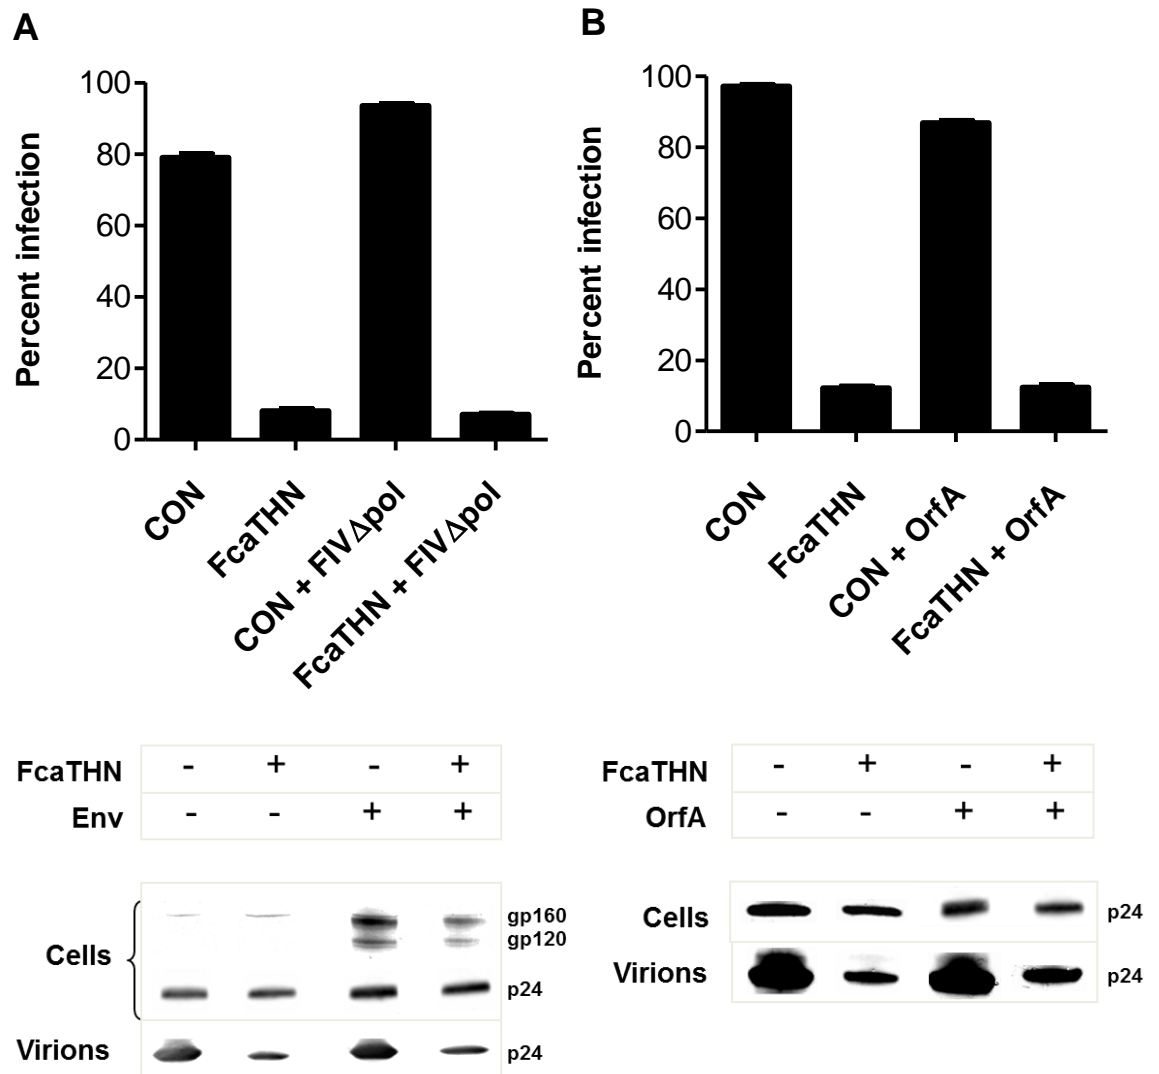 A
Percent infection
100
80
60
40
20
0
CON
FcaTHN
CON + FIVΔpol
FcaTHN + FIVΔpol
FcaTHN - + - +
Env - - + +
Cells
gp160
gp120
p24
Virions
p24
B
Percent infection
100
80
60
40
20
0
CON
FcaTHN
CON + OrfA
FcaTHN + OrfA
FcaTHN - + - +
OrfA - - + +
Cells
p24
Virions
p24